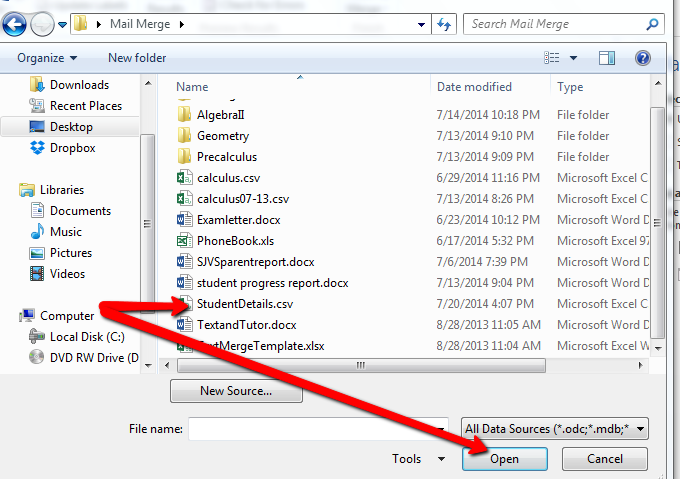 Mail Merge
Search Mail Merge
Organize
New folder
Name
Date modified
Type
Downloads
Recent Places
Desktop
Dropbox
Libraries
Documents
Music
Pictures
Videos
Computer
Local Disk (C:)
DVD RW Drive (D
AlgebraII 7/14/2014 10:18 PM File folder
Geometry 7/13/2014 9:10 PM File folder
Precalculus 7/13/2014 9:09 PM File folder
calculus.csv 6/29/2014 11:16 PM Microsoft Excel C
calculus07-13.csv 7/13/2014 8:26 PM Microsoft Excel C
Examletter.docx 6/23/2014 10:12 PM Microsoft Word D
PhoneBook.xls 6/17/2014 5:32 PM Microsoft Excel 97
SJVSparentreport.docx 7/6/2014 7:39 PM Microsoft Word D
student progress report.docx 7/13/2014 9:04 PM Microsoft Word D
StudentDetails.csv 7/20/2014 4:07 PM Microsoft Excel C
TextandTutor.docx 8/28/2013 11:05 AM Microsoft Word D
TextMergeTemplate.xlsx 8/28/2013 11:04 AM Microsoft Excel W
New Source...
File name:
All Data Sources (*.odc;*.mdb;*
Tools
Open
Cancel